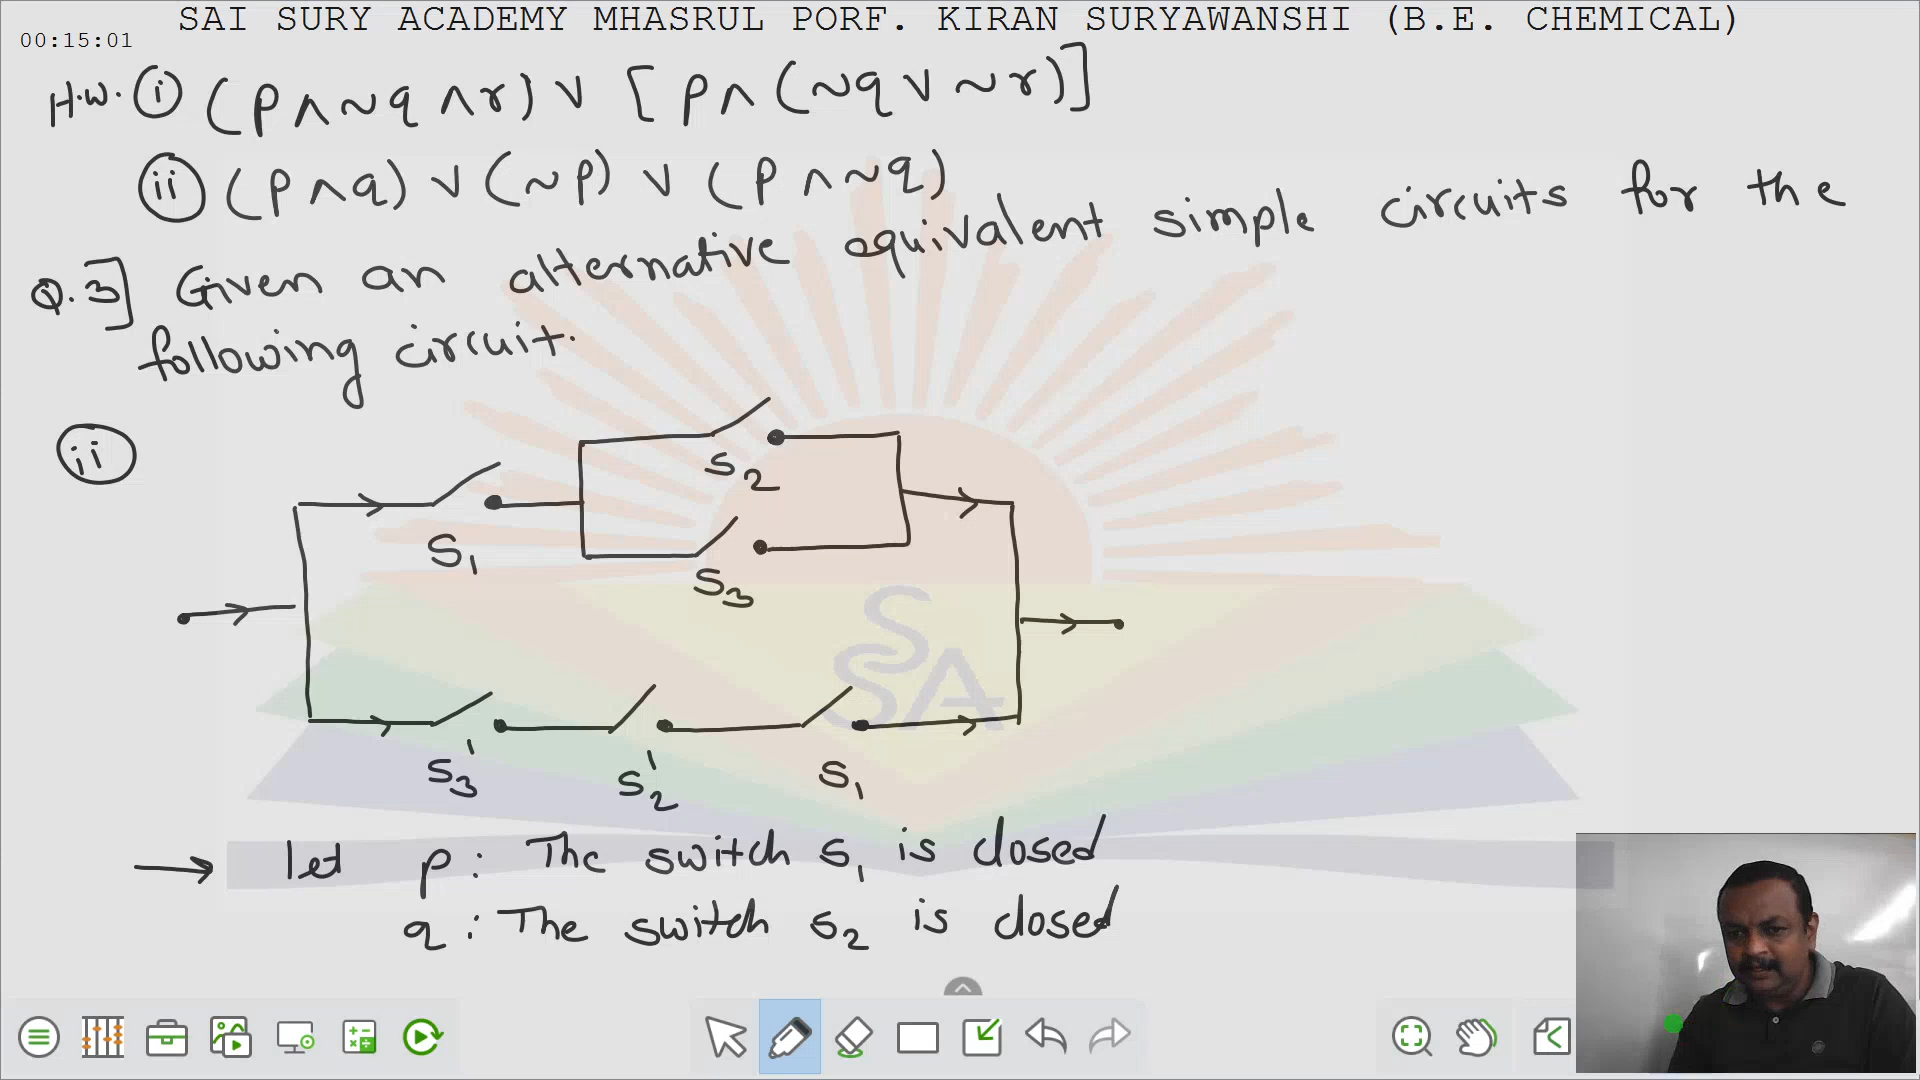 SAI SURY ACADEMY MHASRUL PORF. KIRAN SURYAWANSHI (B.E. CHEMICAL)
00:15:01
H.W. (i) (p ∧ ~q ∧ r) ∨ [p ∧ (~q ∨ ~r)]
(ii) (p ∧ q) ∨ (~p) ∨ (p ∧ ~q)
Q.3] Given an alternative equivalent simple circuits for the
following circuit.
(ii)
S2
S1
S3
SSA
S3' S2' S1
→ let p : The switch S1 is closed
q : The switch S2 is closed